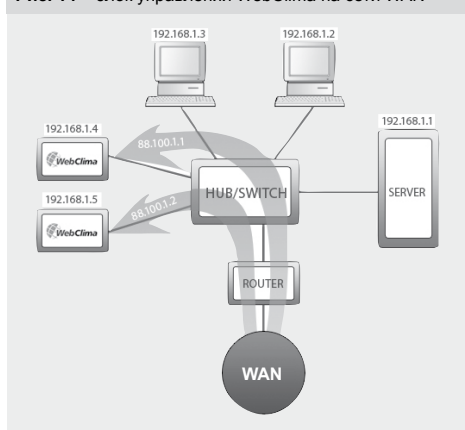 192.168.1.3
192.168.1.2
192.168.1.1
192.168.1.4
WebClima
88.100.1.1
HUB/SWITCH
SERVER
192.168.1.5
WebClima
88.100.1.2
ROUTER
WAN